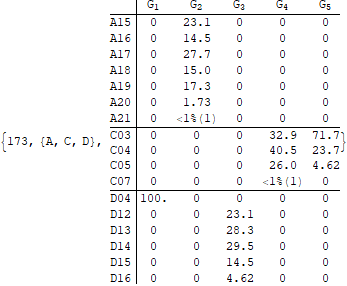 G1 G2 G3 G4 G5
A15 0 23.1 0 0 0
A16 0 14.5 0 0 0
A17 0 27.7 0 0 0
A18 0 15.0 0 0 0
A19 0 17.3 0 0 0
A20 0 1.73 0 0 0
A21 0 <1%(1) 0 0 0
{173, {A, C, D}, C03 0 0 0 32.9 71.7}
C04 0 0 0 40.5 23.7
C05 0 0 0 26.0 4.62
C07 0 0 0 <1%(1) 0
D04 100. 0 0 0 0
D12 0 0 23.1 0 0
D13 0 0 28.3 0 0
D14 0 0 29.5 0 0
D15 0 0 14.5 0 0
D16 0 0 4.62 0 0